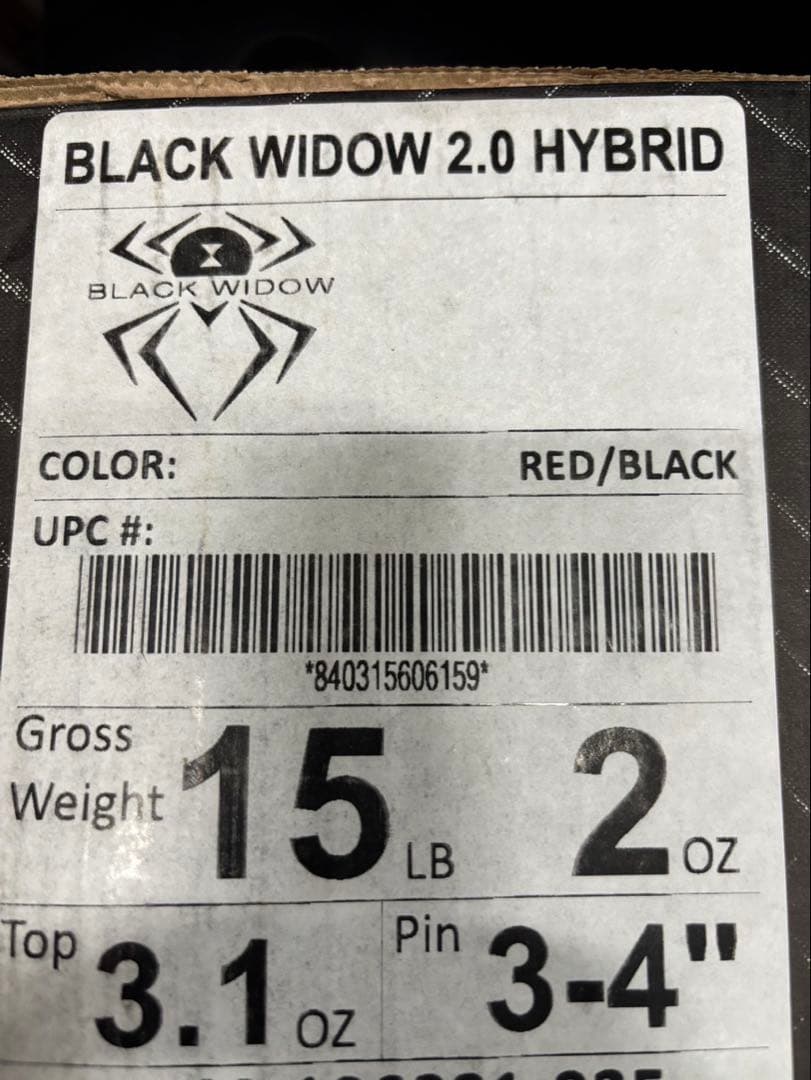 BLACK WIDOW 2.0 HYBRID
BLACK WIDOW
COLOR: RED/BLACK
UPC #:
*840315606159*
Gross Weight 15 LB 2 OZ
Top 3.1 OZ Pin 3-4"